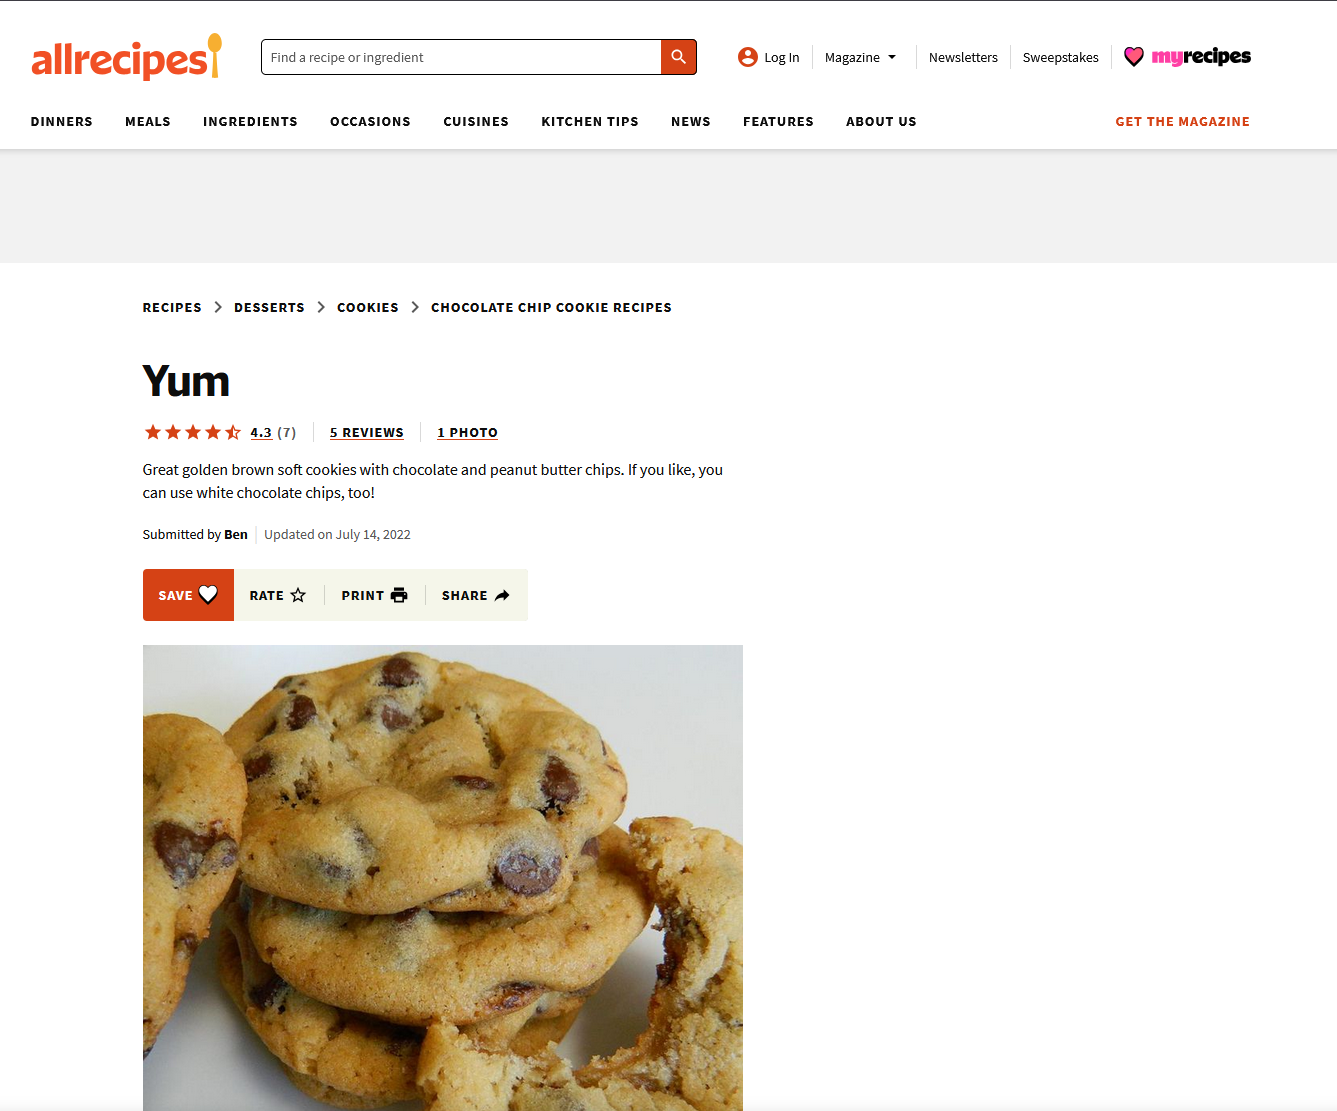 allrecipes
Find a recipe or ingredient
Log In
Magazine
Newsletters
Sweepstakes
myrecipes
DINNERS
MEALS
INGREDIENTS
OCCASIONS
CUISINES
KITCHEN TIPS
NEWS
FEATURES
ABOUT US
GET THE MAGAZINE
RECIPES > DESSERTS > COOKIES > CHOCOLATE CHIP COOKIE RECIPES
Yum
4.3 (7)
5 REVIEWS
1 PHOTO
Great golden brown soft cookies with chocolate and peanut butter chips. If you like, you
can use white chocolate chips, too!
Submitted by Ben
Updated on July 14, 2022
SAVE
RATE
PRINT
SHARE